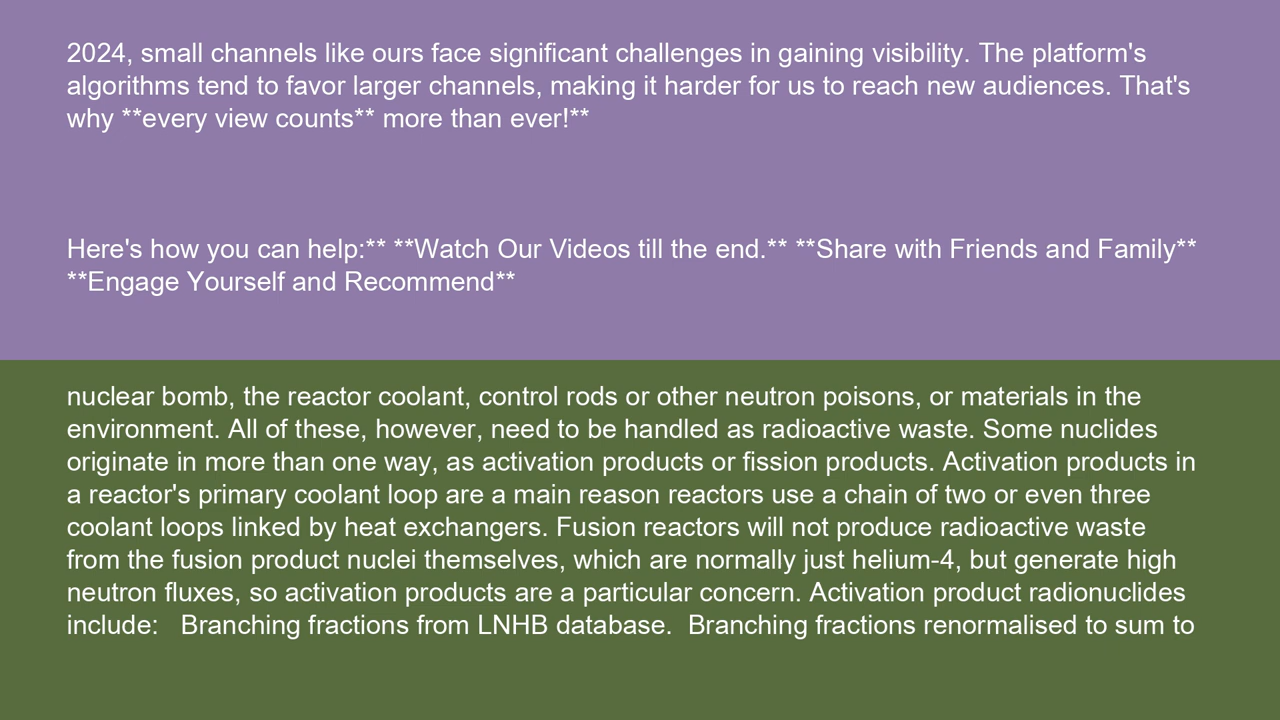 2024, small channels like ours face significant challenges in gaining visibility. The platform's
algorithms tend to favor larger channels, making it harder for us to reach new audiences. That's
why **every view counts** more than ever!**
Here's how you can help:** **Watch Our Videos till the end.** **Share with Friends and Family**
**Engage Yourself and Recommend**
nuclear bomb, the reactor coolant, control rods or other neutron poisons, or materials in the
environment. All of these, however, need to be handled as radioactive waste. Some nuclides
originate in more than one way, as activation products or fission products. Activation products in
a reactor's primary coolant loop are a main reason reactors use a chain of two or even three
coolant loops linked by heat exchangers. Fusion reactors will not produce radioactive waste
from the fusion product nuclei themselves, which are normally just helium-4, but generate high
neutron fluxes, so activation products are a particular concern. Activation product radionuclides
include:   Branching fractions from LNHB database.  Branching fractions renormalised to sum to